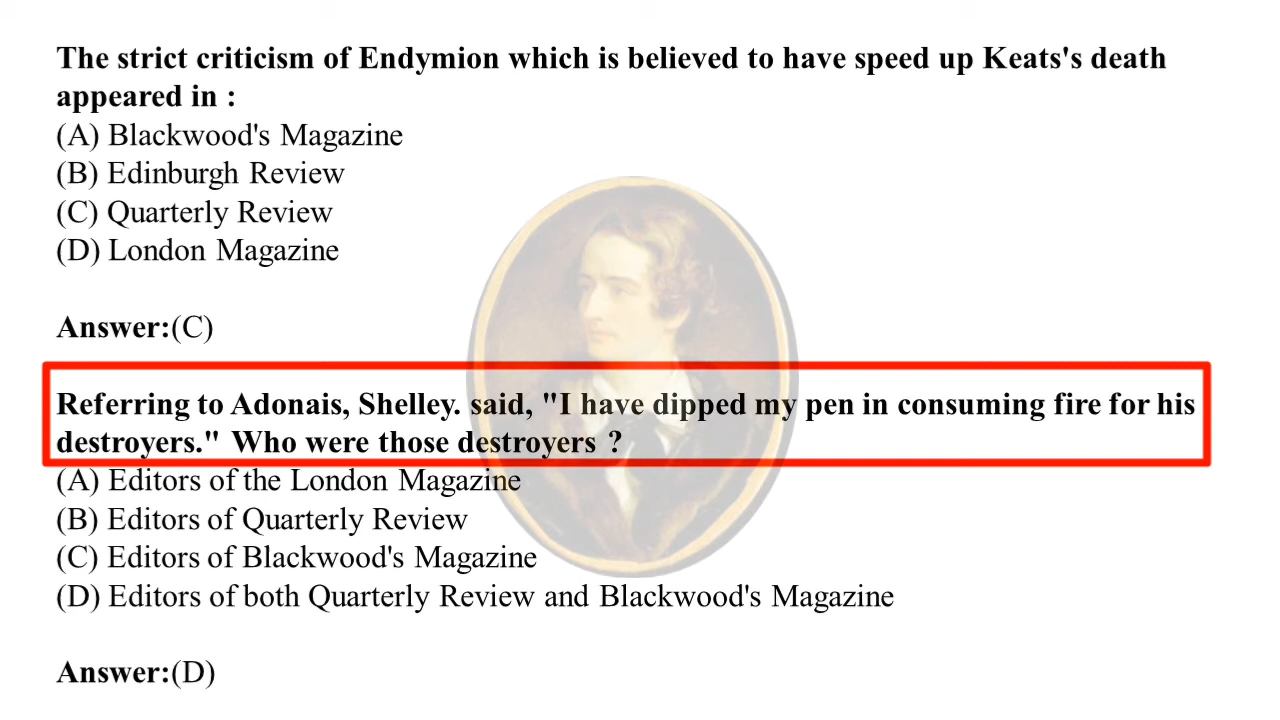 The strict criticism of Endymion which is believed to have speed up Keats's death
appeared in :
(A) Blackwood's Magazine
(B) Edinburgh Review
(C) Quarterly Review
(D) London Magazine
Answer:(C)
Referring to Adonais, Shelley. said, "I have dipped my pen in consuming fire for his
destroyers." Who were those destroyers ?
(A) Editors of the London Magazine
(B) Editors of Quarterly Review
(C) Editors of Blackwood's Magazine
(D) Editors of both Quarterly Review and Blackwood's Magazine
Answer:(D)